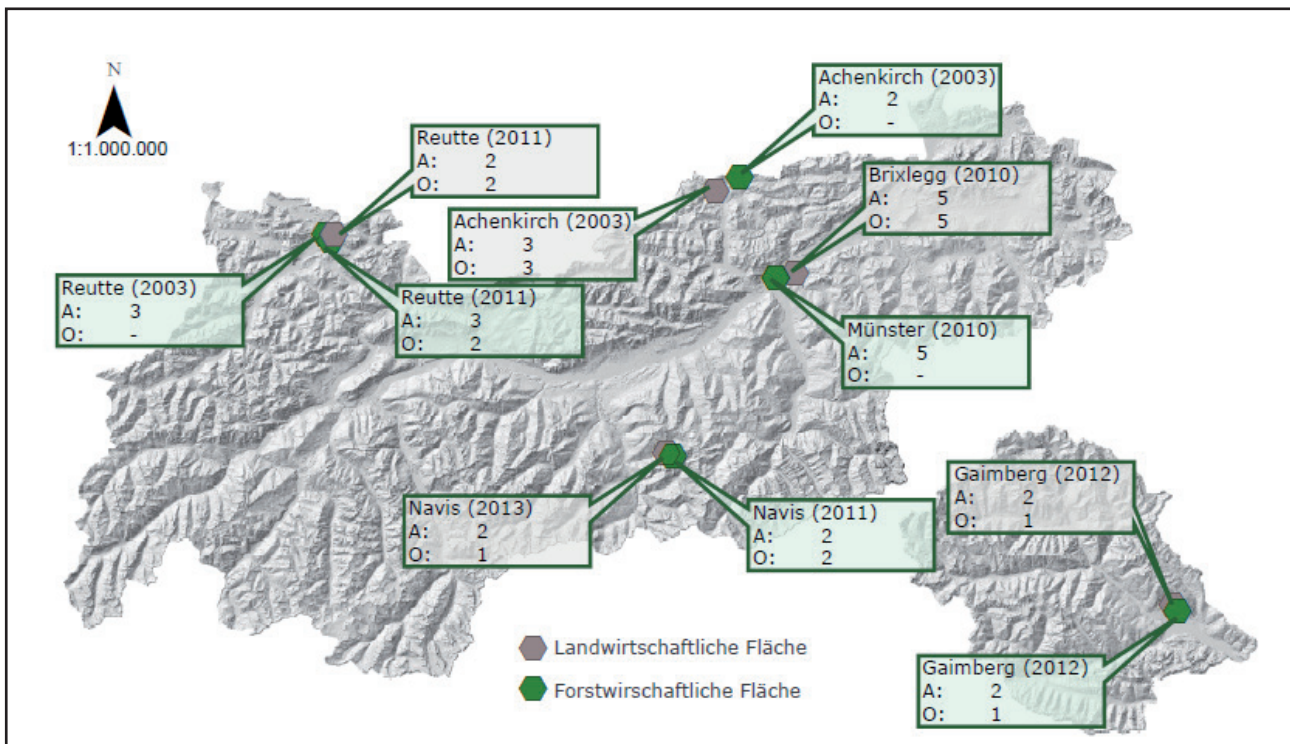 N
1:1.000.000
Achenkirch (2003)
A: 2
O: -
Reutte (2011)
A: 2
O: 2
Brixlegg (2010)
A: 5
O: 5
Achenkirch (2003)
A: 3
O: 3
Reutte (2003)
A: 3
O: -
Reutte (2011)
A: 3
O: 2
Münster (2010)
A: 5
O: -
Gaimberg (2012)
A: 2
O: 1
Navis (2013)
A: 2
O: 1
Navis (2011)
A: 2
O: 2
Landwirtschaftliche Fläche
Forstwirschaftliche Fläche
Gaimberg (2012)
A: 2
O: 1